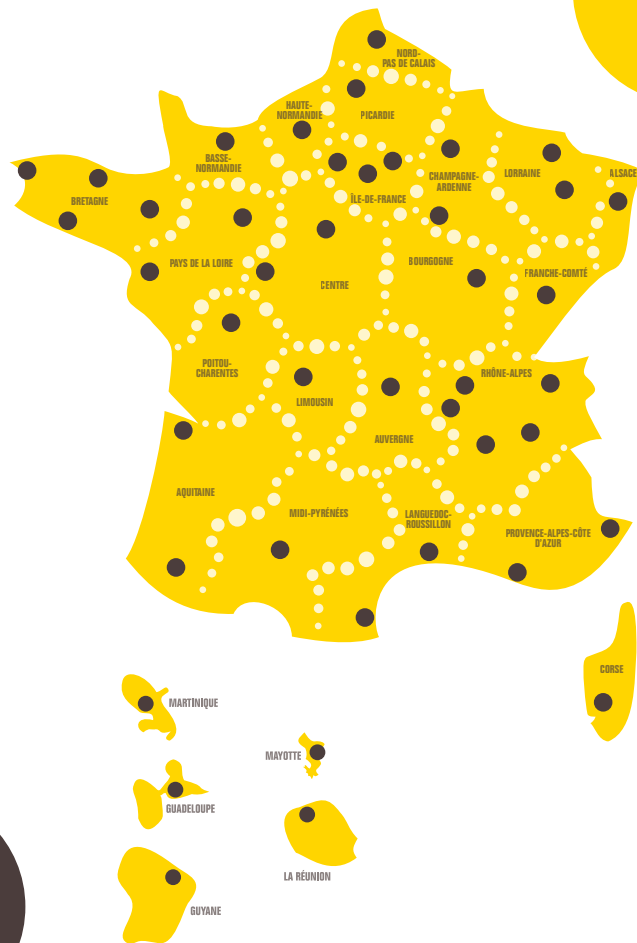 NORD-
PAS DE CALAIS
HAUTE-
NORMANDIE
PICARDIE
BASSE-
NORMANDIE
CHAMPAGNE-
ARDENNE
LORRAINE
ALSACE
BRETAGNE
ÎLE-DE-FRANCE
PAYS DE LA LOIRE
CENTRE
BOURGOGNE
FRANCHE-COMTÉ
POITOU-
CHARENTES
LIMOUSIN
RHÔNE-ALPES
AUVERGNE
AQUITAINE
MIDI-PYRÉNÉES
LANGUEDOC-
ROUSSILLON
PROVENCE-ALPES-CÔTE
D'AZUR
CORSE
MARTINIQUE
MAYOTTE
GUADELOUPE
LA RÉUNION
GUYANE